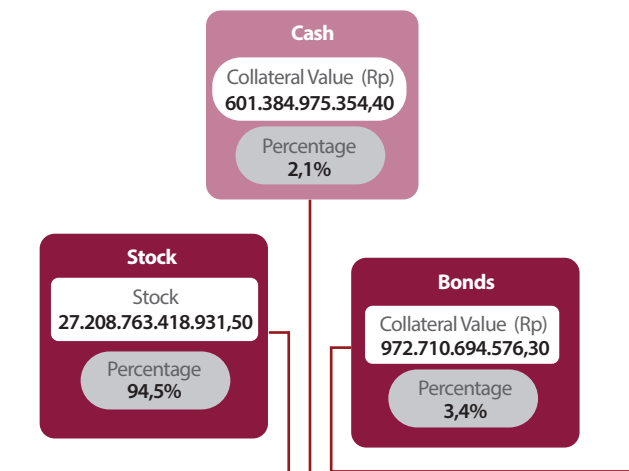 Cash
Collateral Value (Rp)
601.384.975.354,40
Percentage
2,1%
Stock
Stock
27.208.763.418.931,50
Percentage
94,5%
Bonds
Collateral Value (Rp)
972.710.694.576,30
Percentage
3,4%